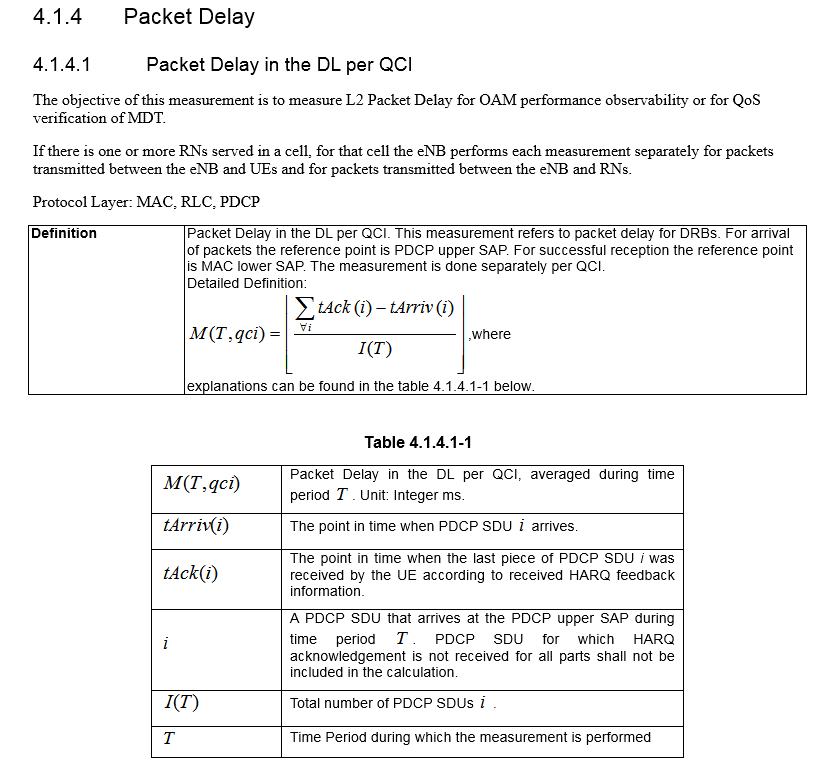 4.1.4 Packet Delay
4.1.4.1 Packet Delay in the DL per QCI
The objective of this measurement is to measure L2 Packet Delay for OAM performance observability or for QoS
verification of MDT.
If there is one or more RNs served in a cell, for that cell the eNB performs each measurement separately for packets
transmitted between the eNB and UEs and for packets transmitted between the eNB and RNs.
Protocol Layer: MAC, RLC, PDCP
Definition
Packet Delay in the DL per QCI. This measurement refers to packet delay for DRBs. For arrival
of packets the reference point is PDCP upper SAP. For successful reception the reference point
is MAC lower SAP. The measurement is done separately per QCI.
Detailed Definition:
∑ tAck(i) – tArriv(i)
∀i
M(T,qci) = ,where
I(T)
explanations can be found in the table 4.1.4.1-1 below.
Table 4.1.4.1-1
M(T,qci)
Packet Delay in the DL per QCI, averaged during time
period T . Unit: Integer ms.
tArriv(i)
The point in time when PDCP SDU i arrives.
tAck(i)
The point in time when the last piece of PDCP SDU i was
received by the UE according to received HARQ feedback
information.
i
A PDCP SDU that arrives at the PDCP upper SAP during
time period T . PDCP SDU for which HARQ
acknowledgement is not received for all parts shall not be
included in the calculation.
I(T)
Total number of PDCP SDUs i .
T
Time Period during which the measurement is performed